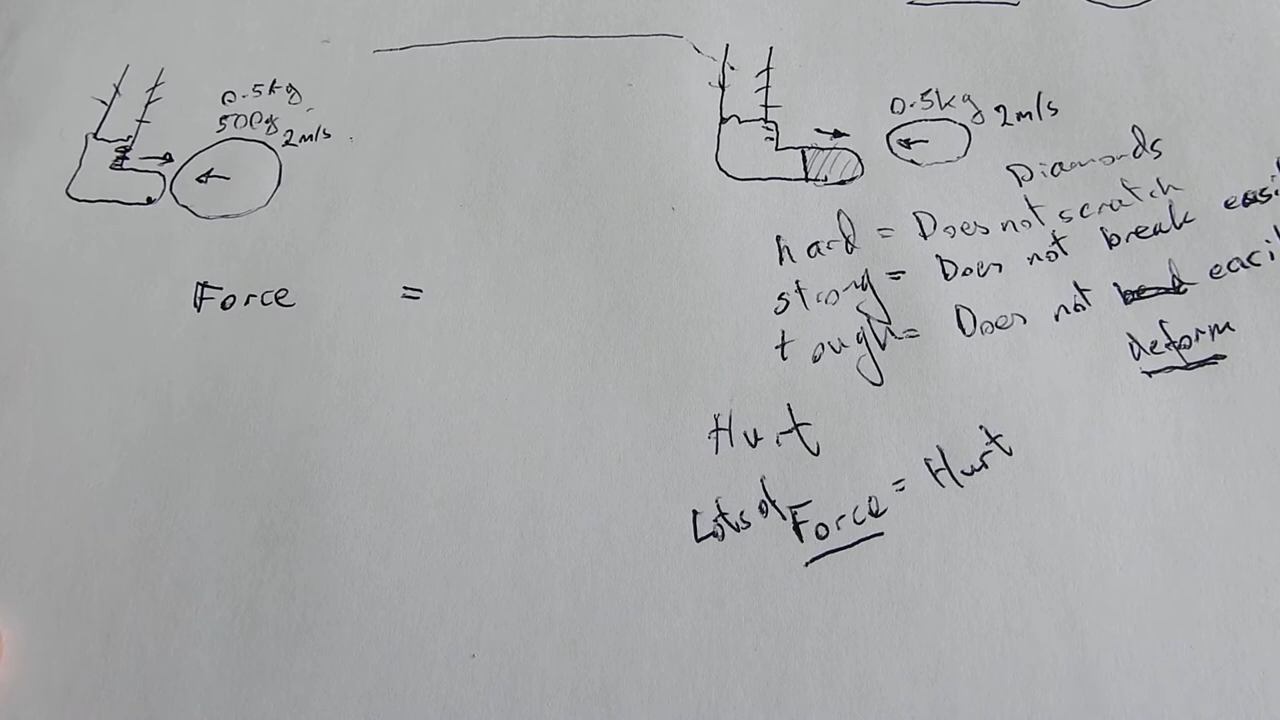 0.5kg
500g
2m/s
0.5kg
2m/s
Diamonds
hard = Does not scratch
strong = Does not break easi
tough = Does not easi
deform
Force =
Hurt
Lots of Force = Hurt